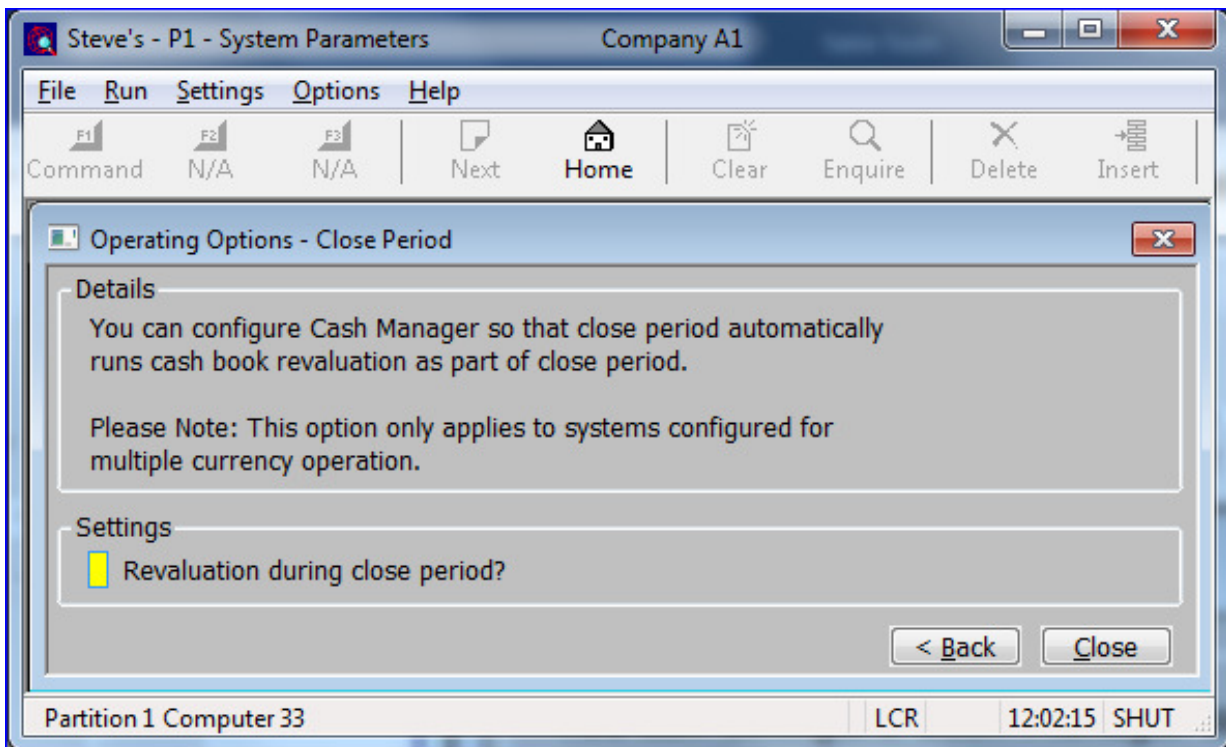 Steve's - P1 - System Parameters Company A1
File Run Settings Options Help
F1 F2 F3
Command N/A N/A Next Home Clear Enquire Delete Insert
Operating Options - Close Period
Details
You can configure Cash Manager so that close period automatically
runs cash book revaluation as part of close period.
Please Note: This option only applies to systems configured for
multiple currency operation.
Settings
Revaluation during close period?
< Back Close
Partition 1 Computer 33 LCR 12:02:15 SHUT